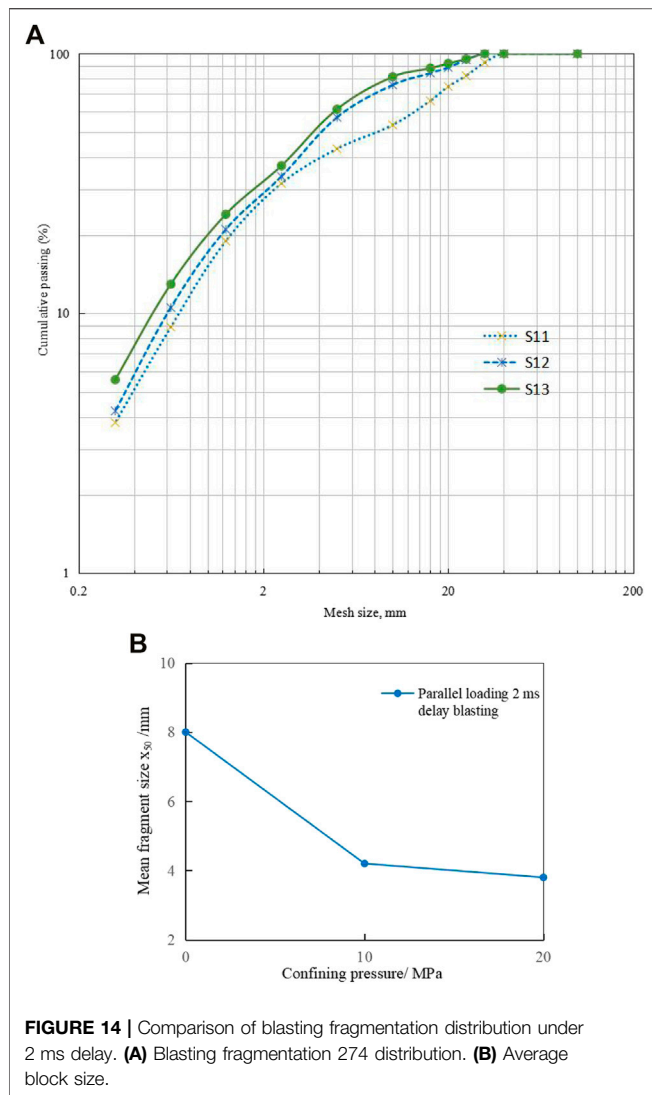 A
100
10
1
Cumulative passing (%)
S11
S12
S13
0.2
2
20
200
Mesh size, mm
B
10
8
6
4
2
Mean fragment size x50 /mm
Parallel loading 2 ms
delay blasting
0
10
20
Confining pressure/ MPa
FIGURE 14 | Comparison of blasting fragmentation distribution under
2 ms delay. (A) Blasting fragmentation 274 distribution. (B) Average
block size.